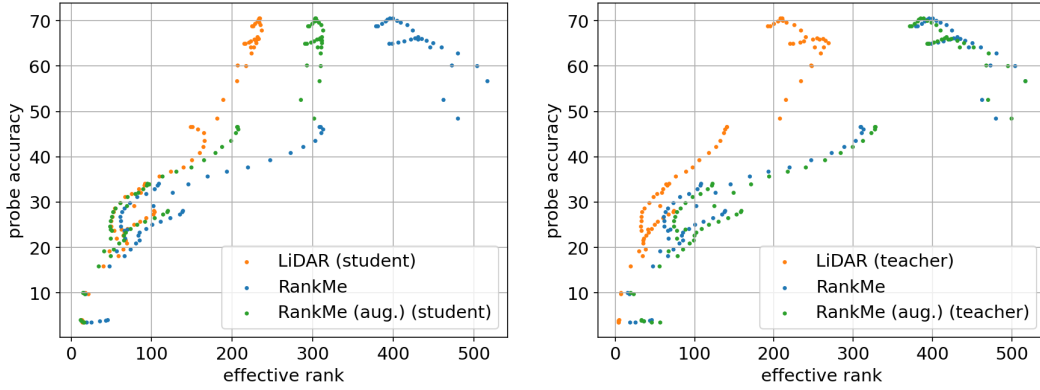 70
60
50
40
30
20
10
probe accuracy
0 100 200 300 400 500
effective rank
LiDAR (student)
RankMe
RankMe (aug.) (student)
70
60
50
40
30
20
10
probe accuracy
0 100 200 300 400 500
effective rank
LiDAR (teacher)
RankMe
RankMe (aug.) (teacher)